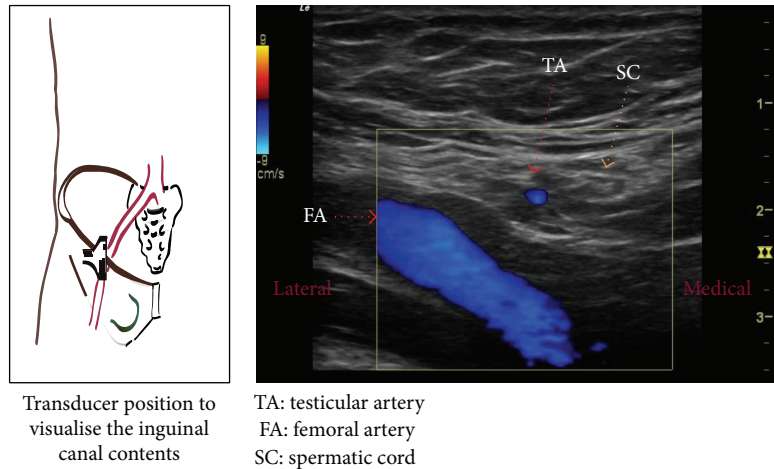 Le
9
-9
cm/s
TA
SC
FA
Lateral
Medical
1
2
3
Transducer position to
visualise the inguinal
canal contents
TA: testicular artery
FA: femoral artery
SC: spermatic cord